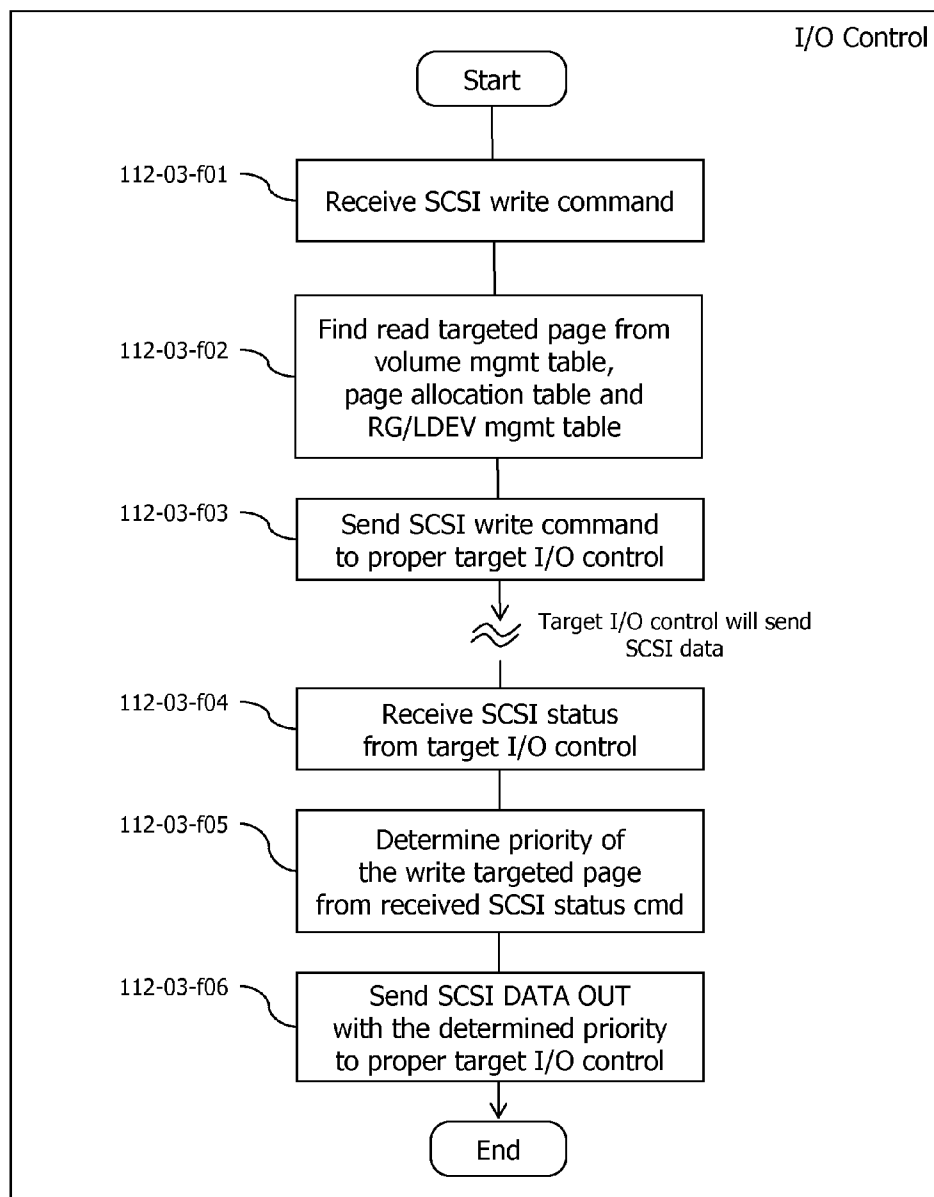 I/O Control
Start
112-03-f01
Receive SCSI write command
112-03-f02
Find read targeted page from
volume mgmt table,
page allocation table and
RG/LDEV mgmt table
112-03-f03
Send SCSI write command
to proper target I/O control
Target I/O control will send
SCSI data
112-03-f04
Receive SCSI status
from target I/O control
112-03-f05
Determine priority of
the write targeted page
from received SCSI status cmd
112-03-f06
Send SCSI DATA OUT
with the determined priority
to proper target I/O control
End